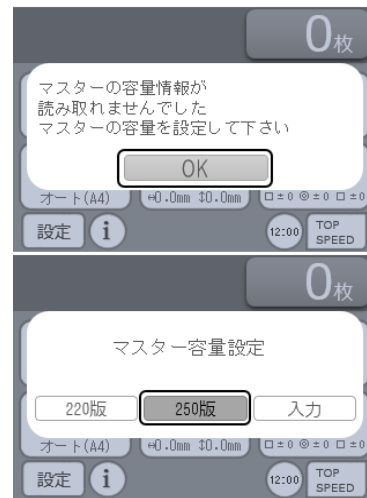 0枚
マスターの容量情報が
読み取れませんでした
マスターの容量を設定して下さい
OK
オート(A4) ⇔0.0mm ↕0.0mm □±0 ◎±0 □±0
設定 i 12:00 TOP SPEED
0枚
マスター容量設定
220版 250版 入力
オート(A4) ⇔0.0mm ↕0.0mm □±0 ◎±0 □±0
設定 i 12:00 TOP SPEED